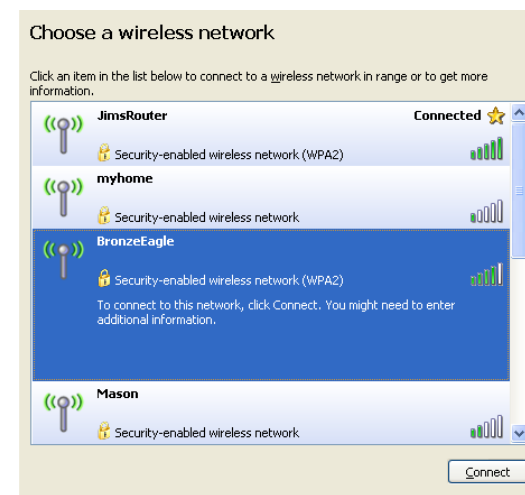 Choose a wireless network
Click an item in the list below to connect to a wireless network in range or to get more
information.
JimsRouter Connected
Security-enabled wireless network (WPA2)
myhome
Security-enabled wireless network
BronzeEagle
Security-enabled wireless network (WPA2)
To connect to this network, click Connect. You might need to enter
additional information.
Mason
Security-enabled wireless network
Connect